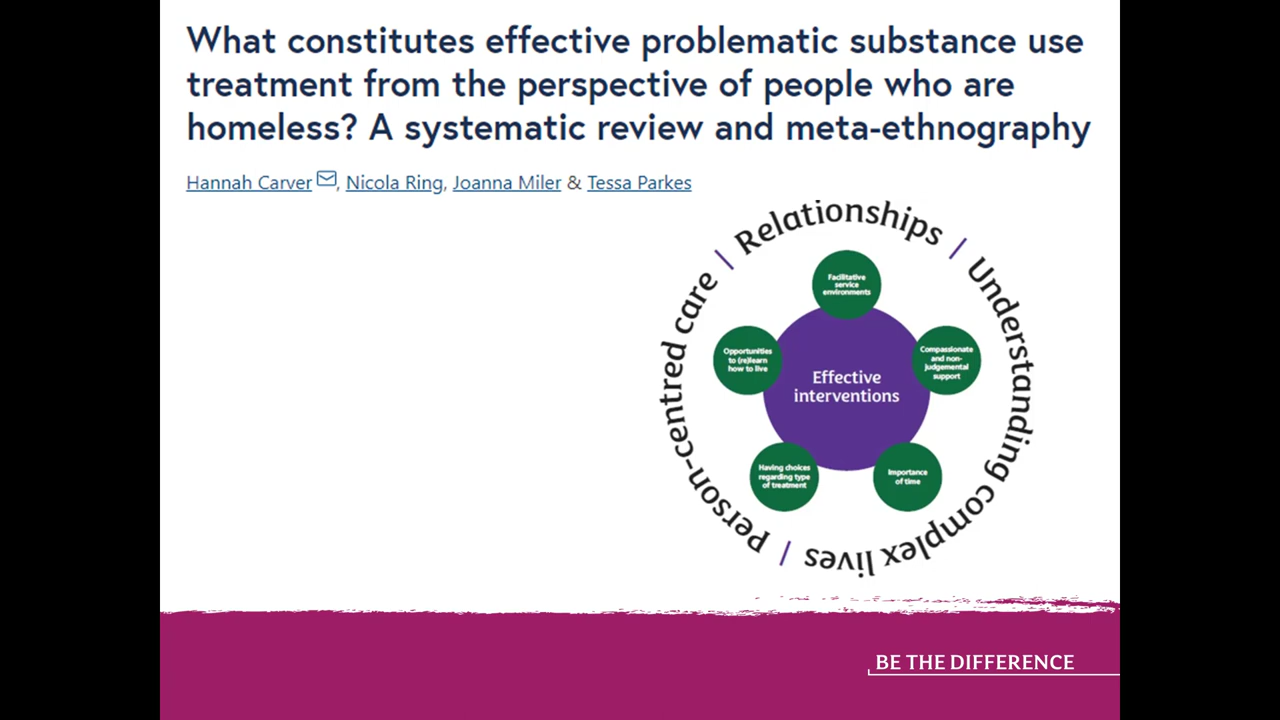 What constitutes effective problematic substance use
treatment from the perspective of people who are
homeless? A systematic review and meta-ethnography
Hannah Carver, Nicola Ring, Joanna Miler & Tessa Parkes
Person-centred care | Relationships | Understanding complex lives |
Facilitative
service
environments
Opportunities
to (re)learn
how to live
Compassionate
and non-
judgemental
support
Effective
interventions
Having choices
regarding type
of treatment
Importance
of time
BE THE DIFFERENCE